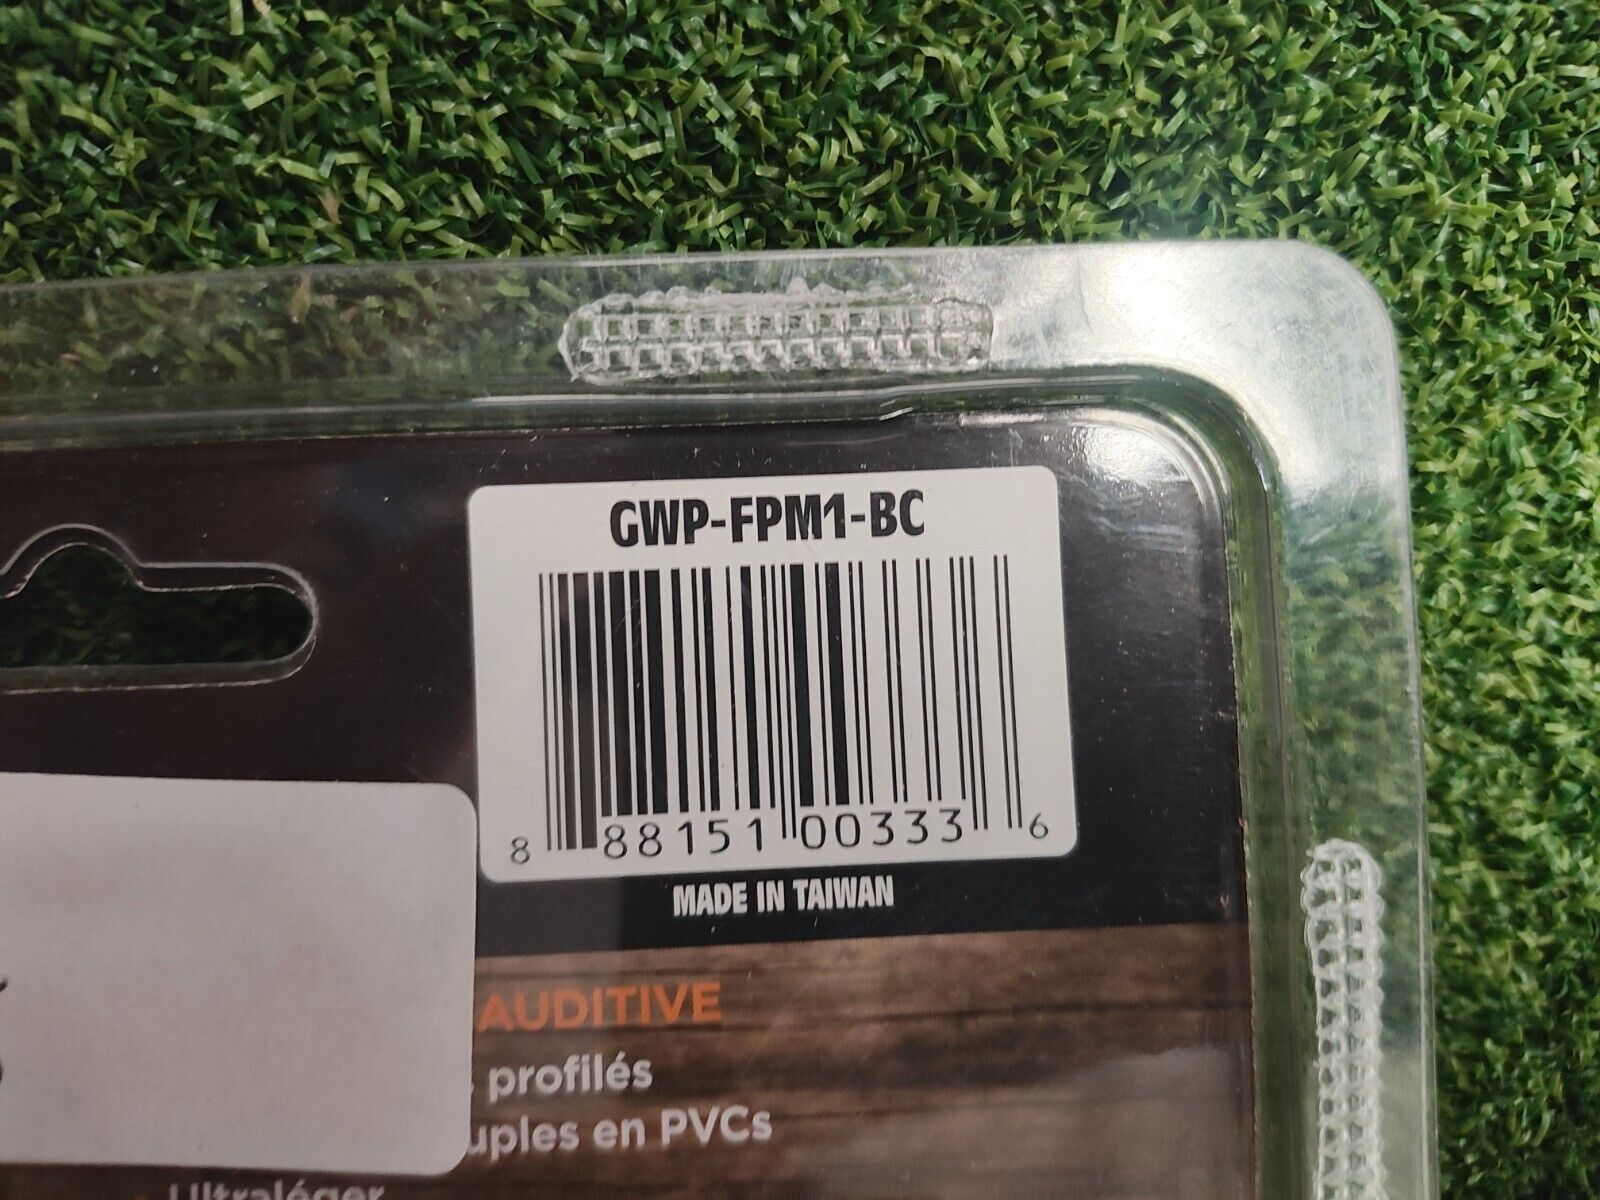 GWP-FPM1-BC
8 88151 00333 6
MADE IN TAIWAN
AUDITIVE
profilés
en PVCs
Ultraléger